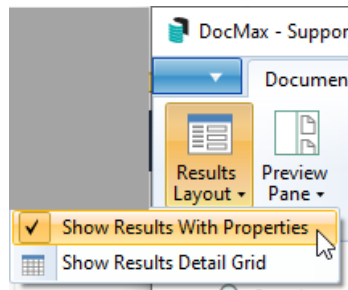 DocMax - Suppor
Documen
Results Layout
Preview Pane
Show Results With Properties
Show Results Detail Grid